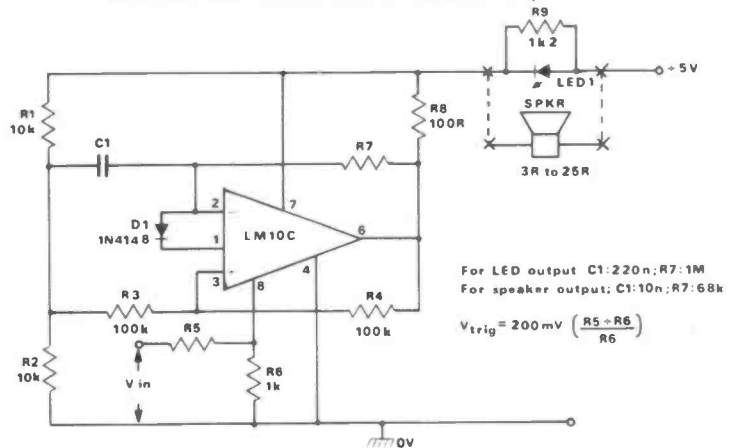 R9
1k2
+5V
LED1
R1
10k
R8
100R
SPKR
C1
R7
3R to 25R
2
7
D1
1N4148
LM10C
6
1
3
8
4
For LED output C1:220n; R7:1M
For speaker output; C1:10n; R7:68k
R3
100k
R4
100k
R5
Vtrig = 200mV (R5÷R6
R6)
R2
10k
V in
R6
1k
0V